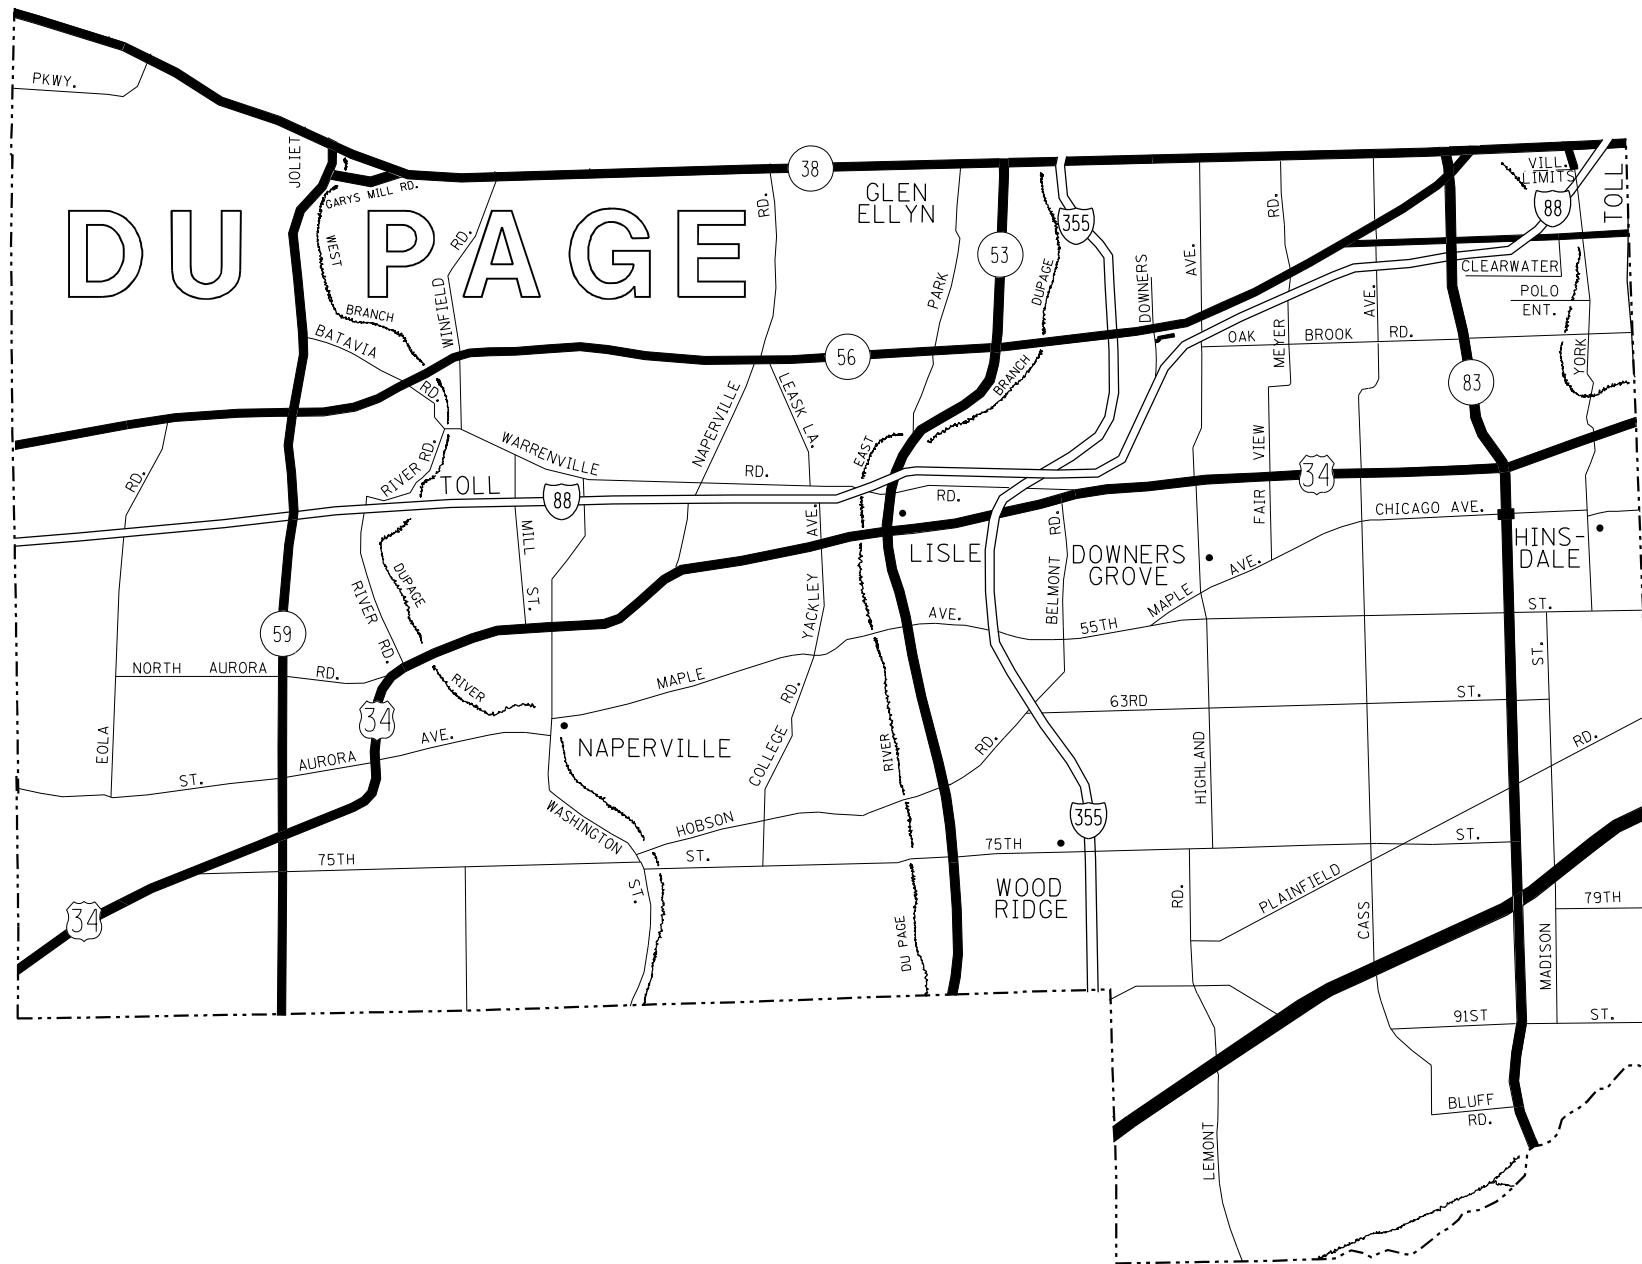 PKWY.
JOLIET
GARYS MILL RD.
38
VILL.
LIMITS
TOLL
88
DU PAGE
WEST
BRANCH
RD.
WINFIELD
RD.
GLEN
ELLYN
PARK
53
DUPAGE
355
DOWNERS
AVE.
RD.
MEYER
AVE.
CLEARWATER
POLO
ENT.
YORK
OAK BROOK RD.
BATAVIA
RD.
56
BRANCH
83
NAPERVILLE
LEASK LA.
EAST
RD.
RIVER RD.
WARRENVILLE
RD.
RD.
TOLL
88
34
FAIR VIEW
CHICAGO AVE.
HINS-
DALE
MILL
ST.
AVE.
YACKLEY
LISLE
BELMONT
RD.
DOWNERS
GROVE
MAPLE
AVE.
DUPAGE
RIVER
RD.
59
AVE.
55TH
ST.
NORTH AURORA
RD.
RIVER
MAPLE
ST.
34
COLLEGE
RD.
63RD
ST.
EOLA
ST.
AURORA
AVE.
NAPERVILLE
RIVER
RD.
HIGHLAND
RD.
WASHINGTON
ST.
HOBSON
355
75TH
ST.
75TH
ST.
WOOD
RIDGE
RD.
PLAINFIELD
79TH
34
DU PAGE
CASS
MADISON
91ST
ST.
BLUFF
RD.
LEMONT